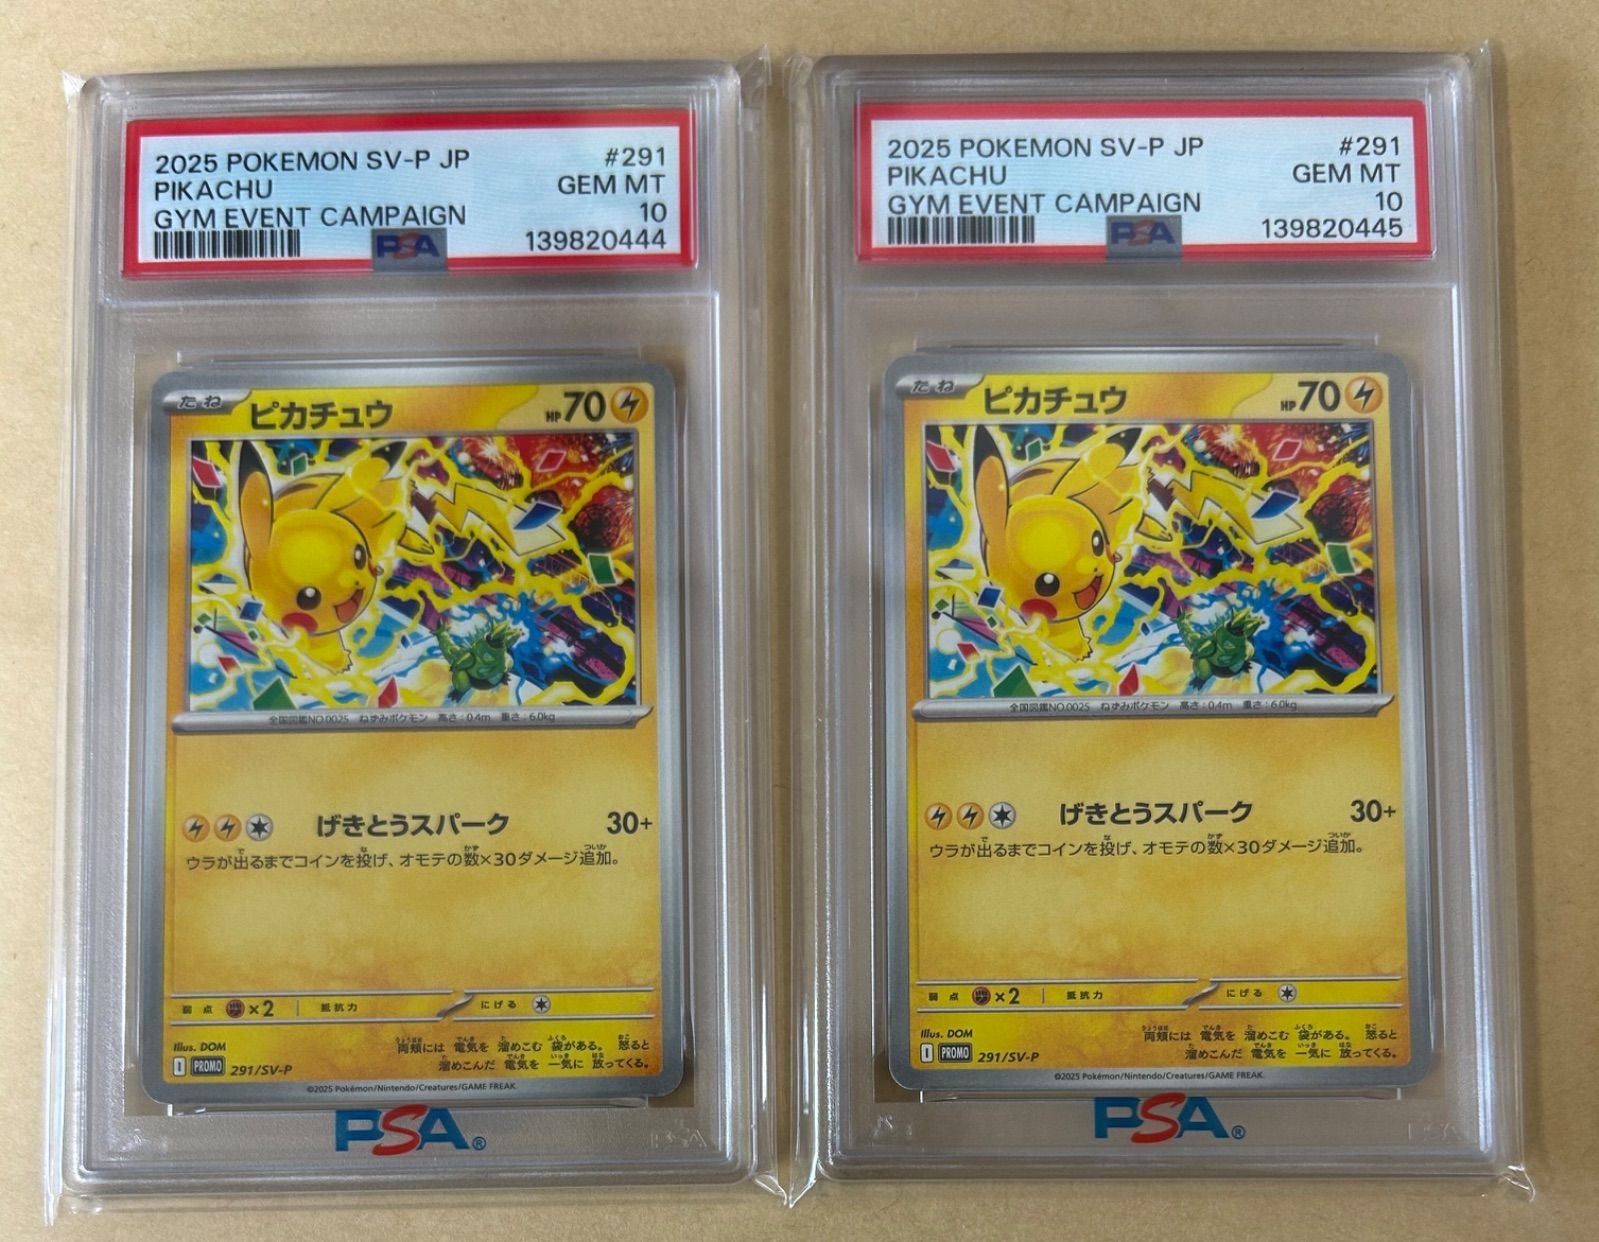 2025 POKEMON SV-P JP #291
PIKACHU GEM MT
GYM EVENT CAMPAIGN 10
PSA 139820444
たね ピカチュウ HP70
全国図鑑NO.0025 ねずみポケモン 高さ:0.4m 重さ:6.0kg
げきとうスパーク 30+
ウラが出るまでコインを投げ、オモテの数×30ダメージ追加。
弱点 ×2 抵抗力 にげる
Illus. DOM
両頬には 電気を 溜めこむ 袋がある。 怒ると
溜めこんだ 電気を 一気に 放ってくる。
I PROMO 291/SV-P
©2025 Pokémon/Nintendo/Creatures/GAME FREAK.
PSA®
2025 POKEMON SV-P JP #291
PIKACHU GEM MT
GYM EVENT CAMPAIGN 10
PSA 139820445
たね ピカチュウ HP70
全国図鑑NO.0025 ねずみポケモン 高さ:0.4m 重さ:6.0kg
げきとうスパーク 30+
ウラが出るまでコインを投げ、オモテの数×30ダメージ追加。
弱点 ×2 抵抗力 にげる
Illus. DOM
両頬には 電気を 溜めこむ 袋がある。 怒ると
溜めこんだ 電気を 一気に 放ってくる。
I PROMO 291/SV-P
©2025 Pokémon/Nintendo/Creatures/GAME FREAK.
PSA®